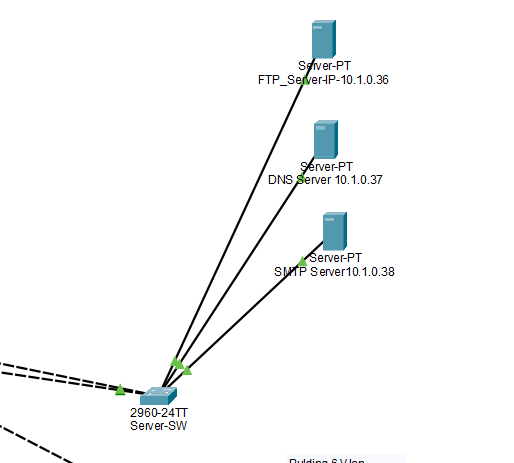 Server-PT
FTP_Server-IP-10.1.0.36
Server-PT
DNS Server 10.1.0.37
Server-PT
SMTP Server10.1.0.38
2960-24TT
Server-SW